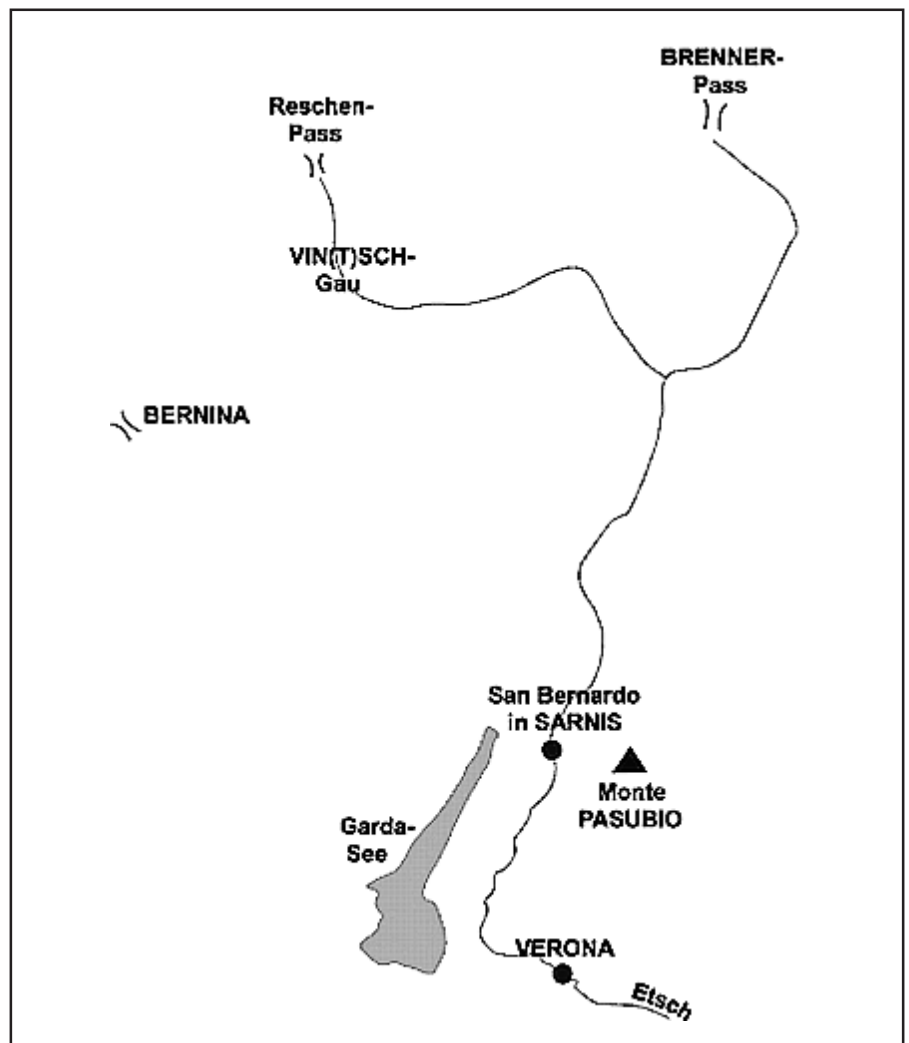 BRENNER-
Pass
Reschen-
Pass
VIN(T)SCH-
Gau
BERNINA
San Bernardo
in SARNIS
Monte
PASUBIO
Garda-
See
VERONA
Etsch